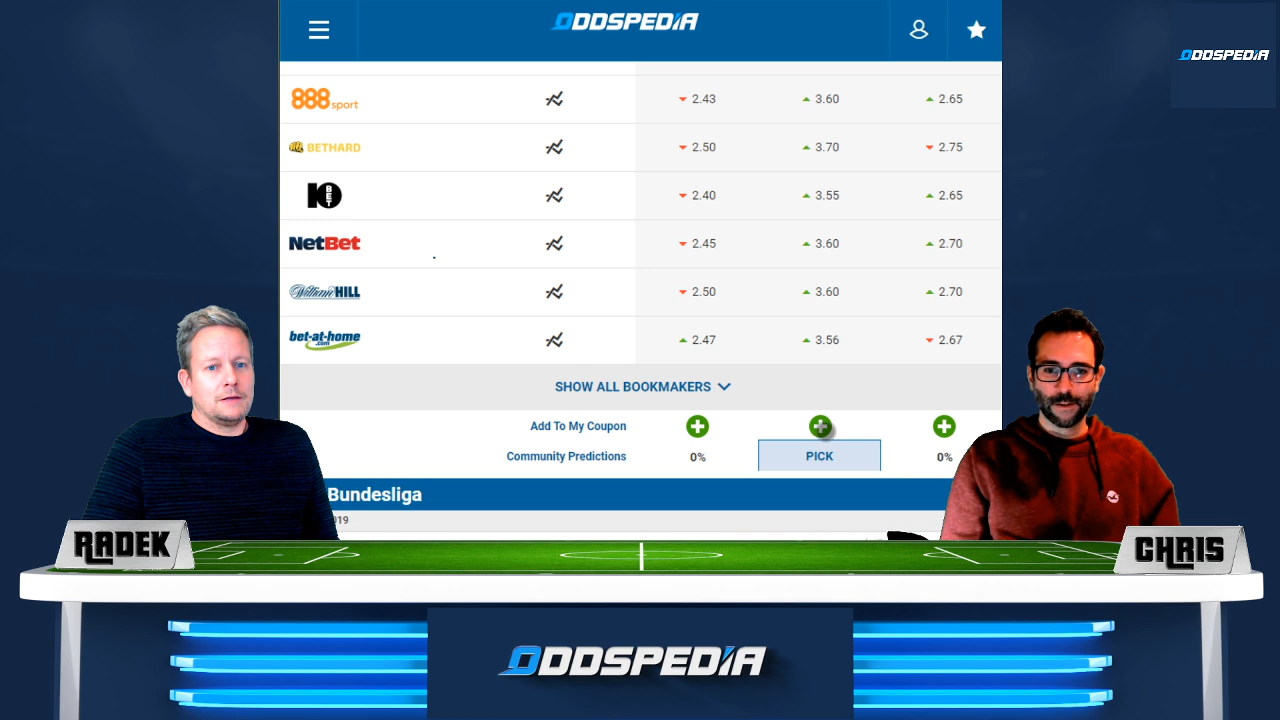 ODDSPEDIA
ODDSPEDIA
888sport 2.43 3.60 2.65
BETHARD 2.50 3.70 2.75
10 BET 2.40 3.55 2.65
NetBet 2.45 3.60 2.70
William HILL 2.50 3.60 2.70
bet-at-home.com 2.47 3.56 2.67
SHOW ALL BOOKMAKERS
Add To My Coupon
Community Predictions 0% PICK 0%
Bundesliga
019
RADEK
CHRIS
ODDSPEDIA